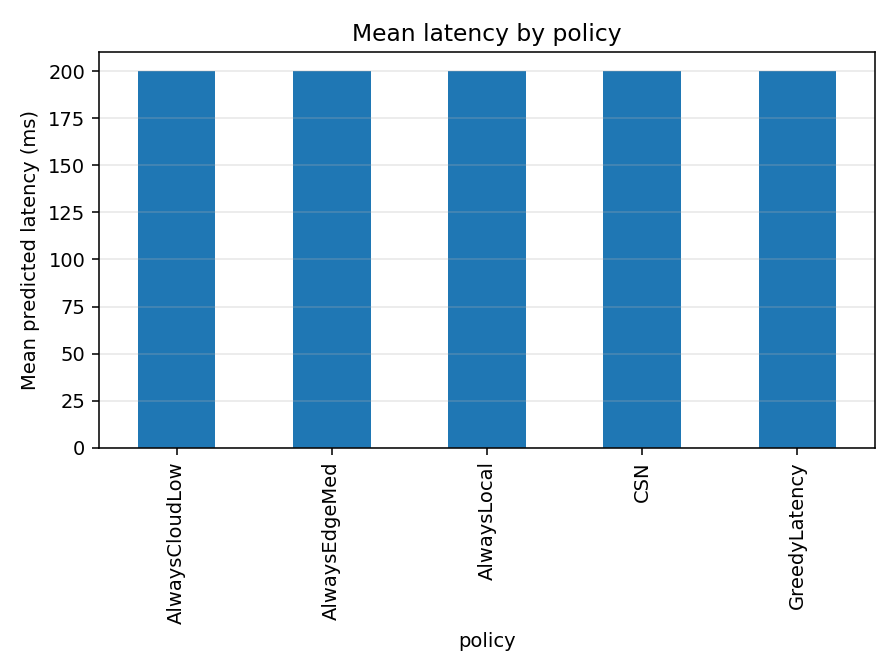 Mean latency by policy
Mean predicted latency (ms)
200
175
150
125
100
75
50
25
0
AlwaysCloudLow
AlwaysEdgeMed
AlwaysLocal
CSN
GreedyLatency
policy